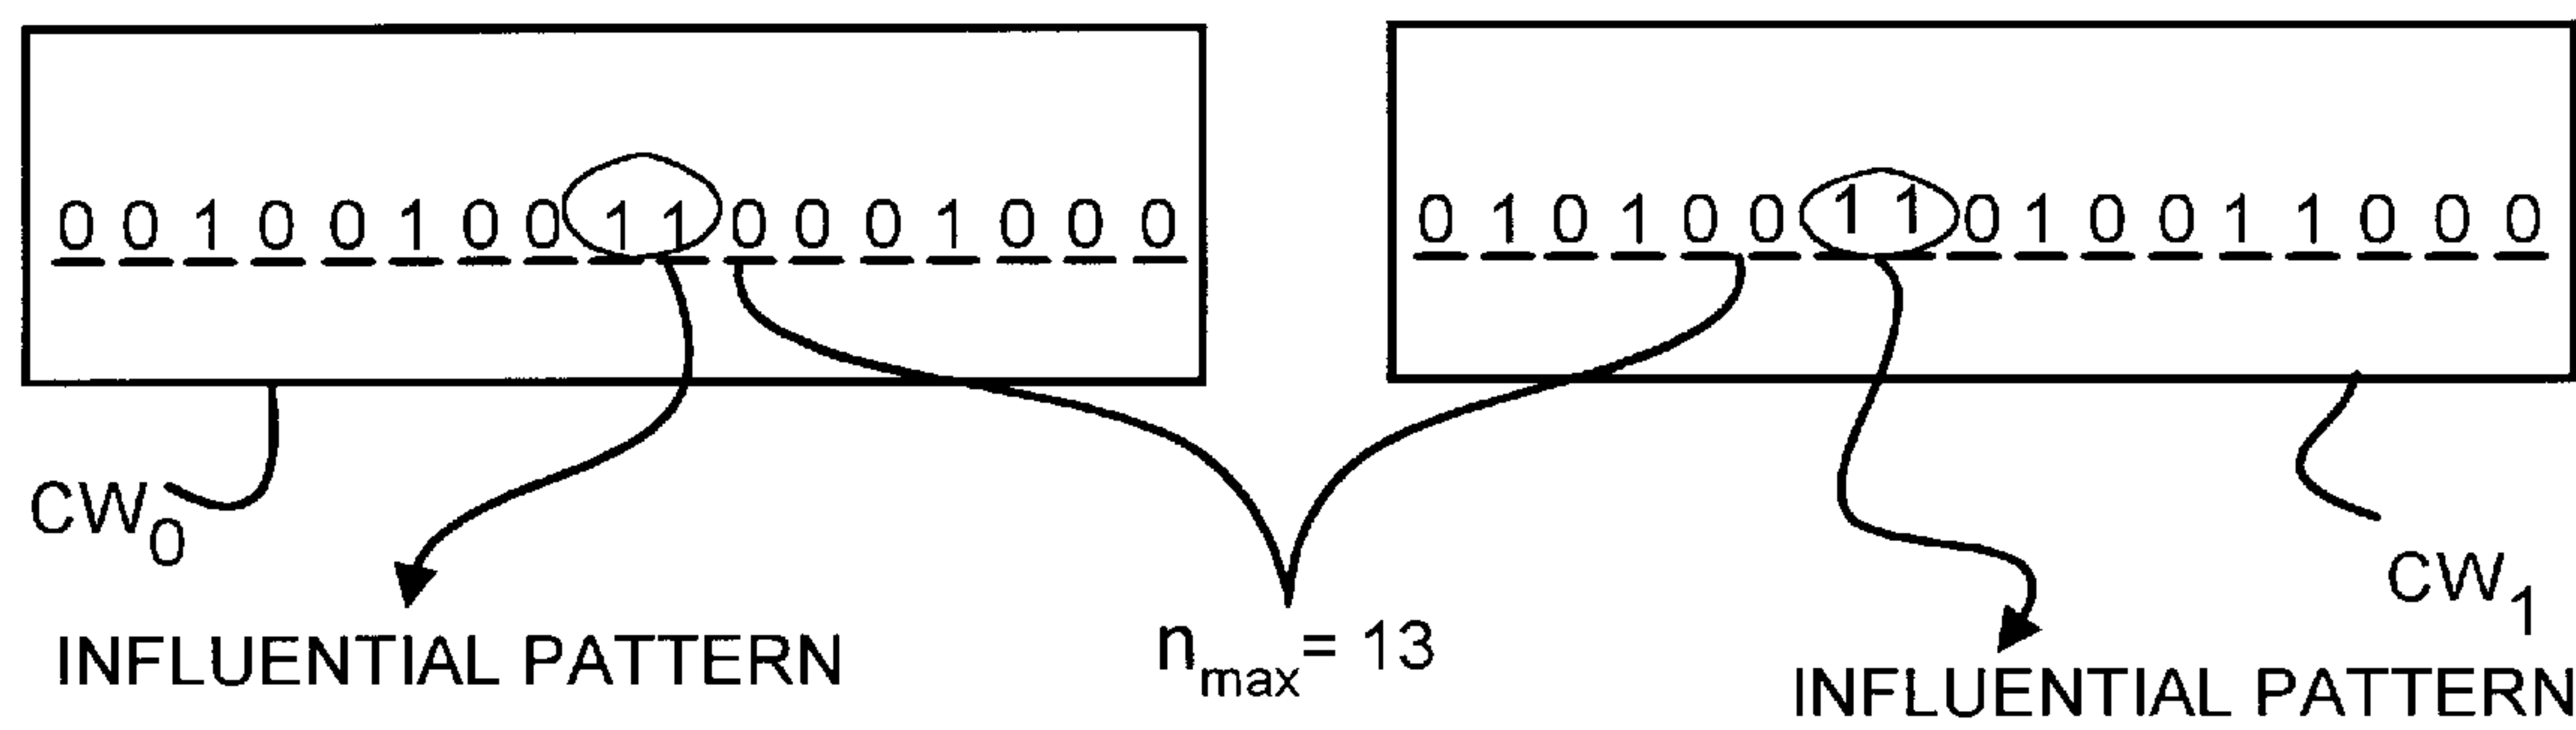 0 0 1 0 0 1 0 0 1 1 0 0 0 1 0 0 0
0 1 0 1 0 0 1 1 0 1 0 0 1 1 0 0 0
CW0
CW1
INFLUENTIAL PATTERN
nmax = 13
INFLUENTIAL PATTERN